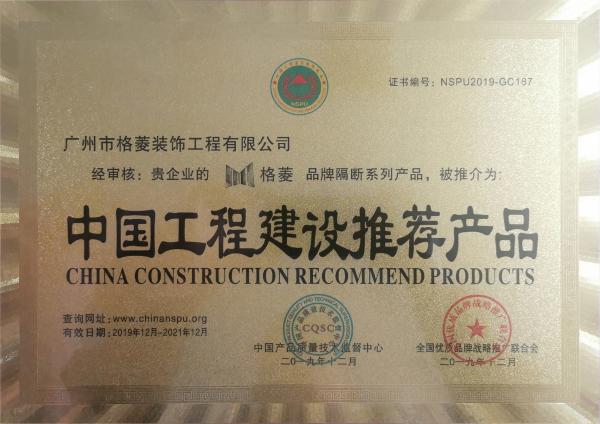 NSPU
证书编号：NSPU2019-GC187
广州市格菱装饰工程有限公司
经审核：贵企业的 格菱 品牌隔断系列产品，被推介为：
中国工程建设推荐产品
CHINA CONSTRUCTION RECOMMEND PRODUCTS
查询网址：www.chinanspu.org
有效日期：2019年12月-2021年12月
CQSC
中国产品质量技术监督中心
二〇一九年十二月
全国优质品牌战略推广联合会
二〇一九年十二月